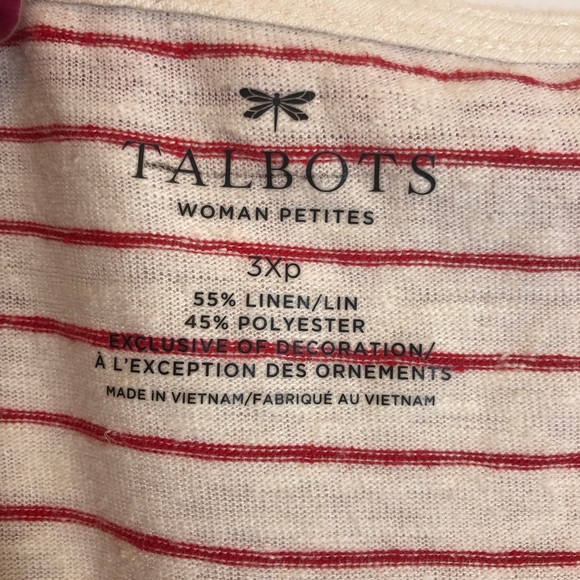 TALBOTS
WOMAN PETITES
3Xp
55% LINEN/LIN
45% POLYESTER
EXCLUSIVE OF DECORATION/
À L'EXCEPTION DES ORNEMENTS
MADE IN VIETNAM/FABRIQUÉ AU VIETNAM